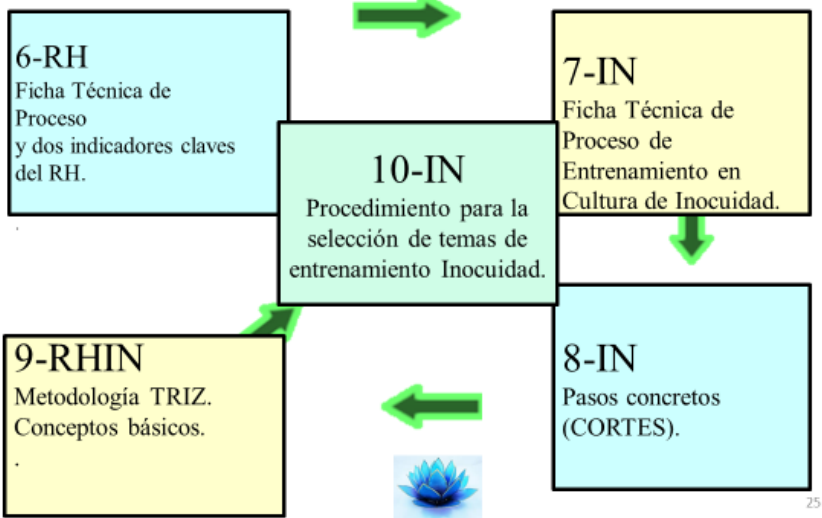 6-RH
Ficha Técnica de
Proceso
y dos indicadores claves
del RH.
.
7-IN
Ficha Técnica de
Proceso de
Entrenamiento en
Cultura de Inocuidad.
10-IN
Procedimiento para la
selección de temas de
entrenamiento Inocuidad.
9-RHIN
Metodología TRIZ.
Conceptos básicos.
.
8-IN
Pasos concretos
(CORTES).
25